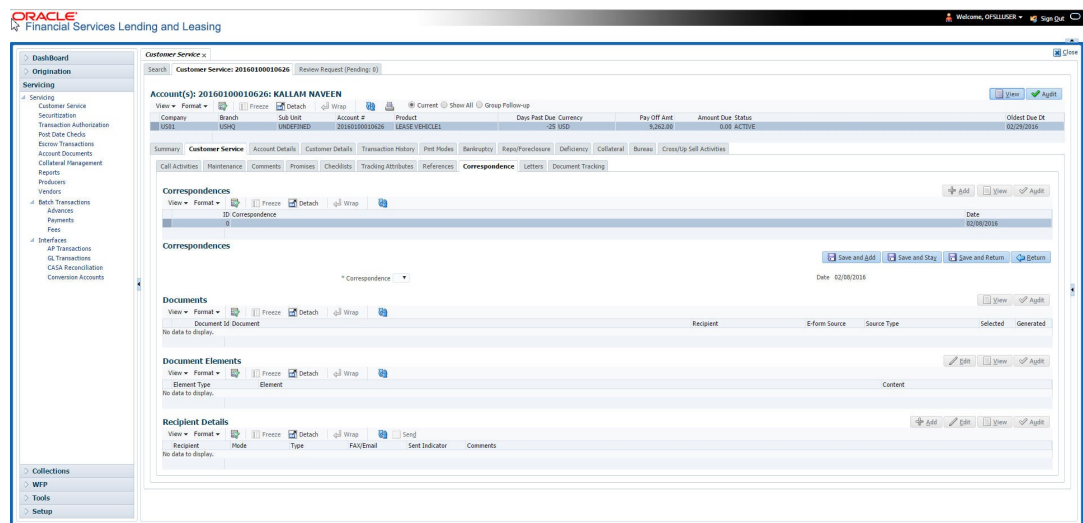 ORACLE
Financial Services Lending and Leasing
Welcome, OFSLLUSER Sign Out
Close
DashBoard
Origination
Servicing
Servicing
Customer Service
Securitization
Transaction Authorization
Post Date Checks
Escrow Transactions
Account Documents
Collateral Management
Reports
Producers
Vendors
Batch Transactions
Advances
Payments
Fees
Interfaces
AP Transactions
GL Transactions
CASA Reconciliation
Conversion Accounts
Collections
WFP
Tools
Setup
Customer Service x
Search Customer Service: 20160100010626 Review Request (Pending: 0)
Account(s): 20160100010626: KALLAM NAVEEN View Audit
View Format Freeze Detach Wrap Current Show All Group Follow-up
Company Branch Sub Unit Account # Product Days Past Due Currency Pay Off Amt Amount Due Status Oldest Due Dt
US01 USHQ UNDEFINED 20160100010626 LEASE VEHICLE1 -25 USD 9,262.00 0.00 ACTIVE 02/29/2016
Summary Customer Service Account Details Customer Details Transaction History Pmt Modes Bankruptcy Repo/Foreclosure Deficiency Collateral Bureau Cross/Up Sell Activities
Call Activities Maintenance Comments Promises Checklists Tracking Attributes References Correspondence Letters Document Tracking
Correspondences Add View Audit
View Format Freeze Detach Wrap
ID Correspondence Date
0 02/08/2016
Correspondences
Save and Add Save and Stay Save and Return Return
* Correspondence Date 02/08/2016
Documents View Audit
View Format Freeze Detach Wrap
Document Id Document Recipient E-form Source Source Type Selected Generated
No data to display.
Document Elements Edit View Audit
View Format Freeze Detach Wrap
Element Type Element Content
No data to display.
Recipient Details Add Edit View Audit
View Format Freeze Detach Wrap Send
Recipient Mode Type FAX/Email Sent Indicator Comments
No data to display.